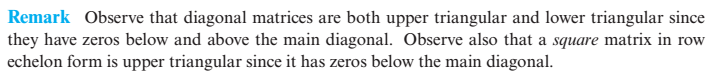 Remark Observe that diagonal matrices are both upper triangular and lower triangular since
they have zeros below and above the main diagonal. Observe also that a square matrix in row
echelon form is upper triangular since it has zeros below the main diagonal.